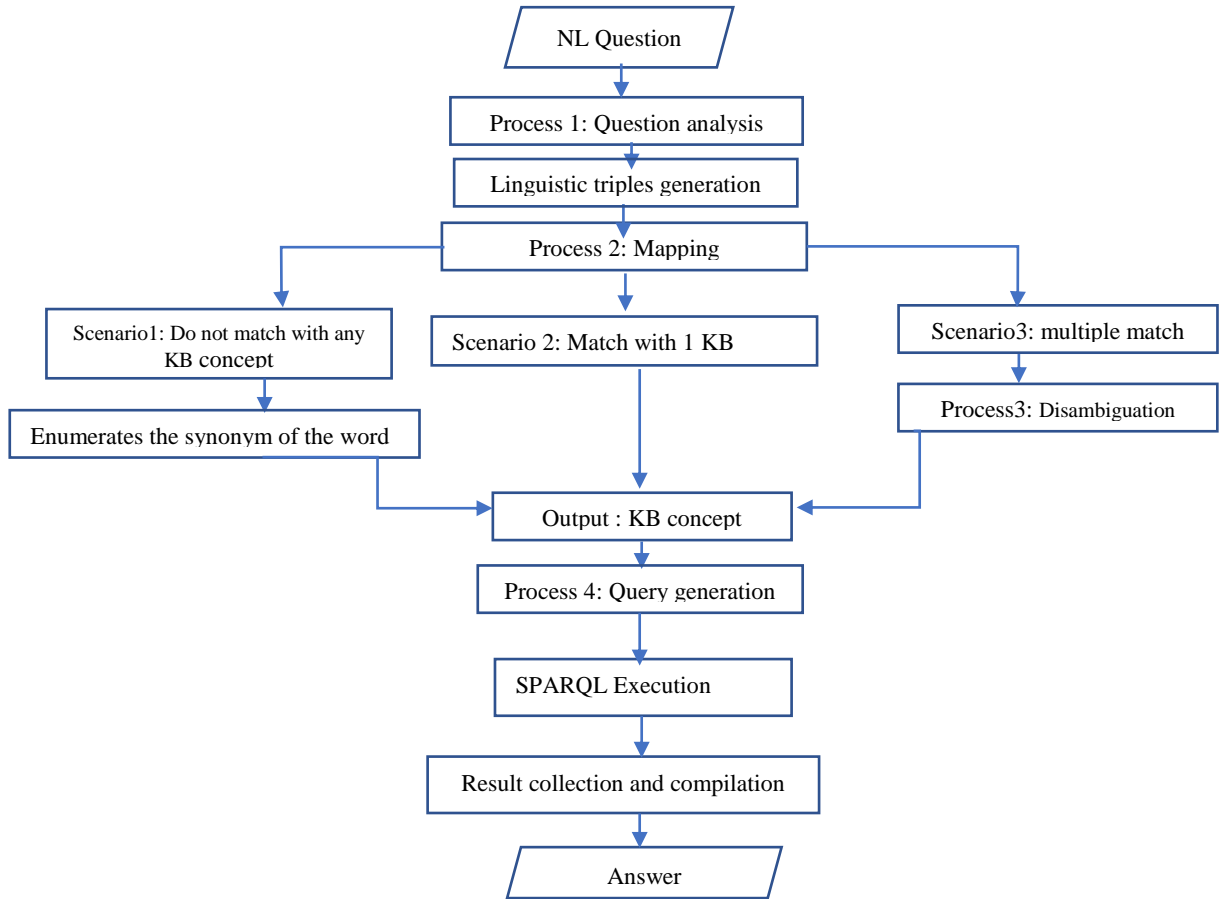 NL Question
Process 1: Question analysis
Linguistic triples generation
Process 2: Mapping
Scenario1: Do not match with any
KB concept
Scenario 2: Match with 1 KB
Scenario3: multiple match
Enumerates the synonym of the word
Process3: Disambiguation
Output : KB concept
Process 4: Query generation
SPARQL Execution
Result collection and compilation
Answer